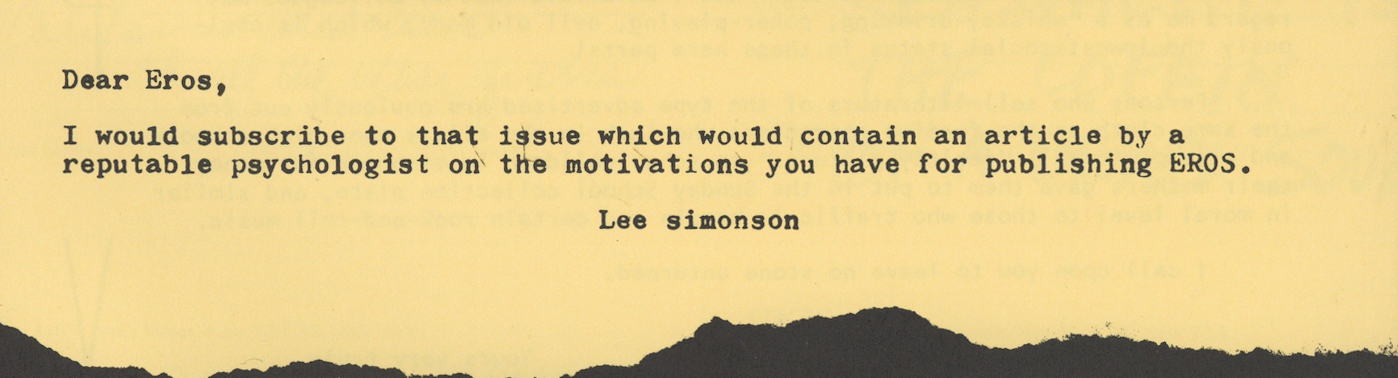 Dear Eros,
I would subscribe to that issue which would contain an article by a
reputable psychologist on the motivations you have for publishing EROS.
Lee simonson